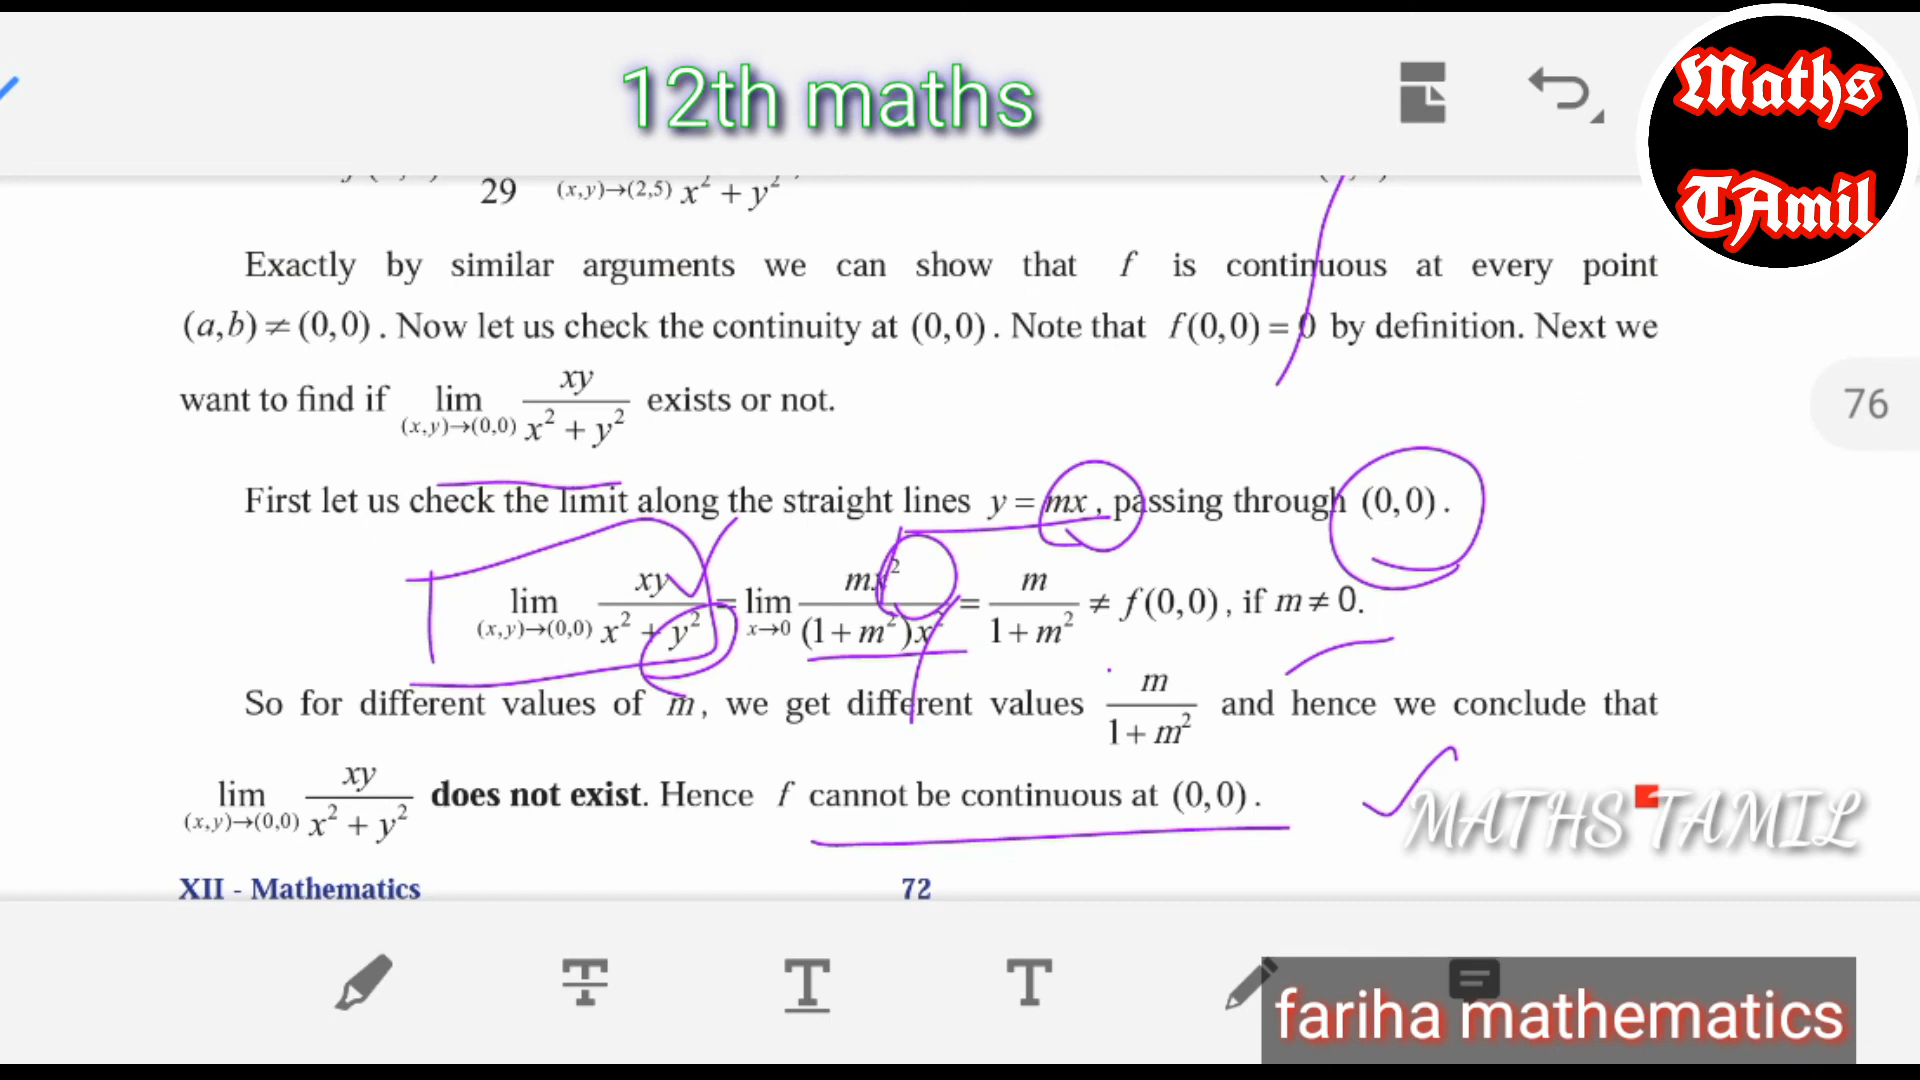 12th maths
Maths
TAmil
29 (x,y)→(2,5) x² + y²
Exactly by similar arguments we can show that f is continuous at every point
(a,b) ≠ (0,0). Now let us check the continuity at (0,0). Note that f(0,0) = 0 by definition. Next we
want to find if lim (x,y)→(0,0) xy / x² + y² exists or not.
76
First let us check the limit along the straight lines y = mx, passing through (0,0).
lim (x,y)→(0,0) xy / x² + y² = lim x→0 mx² / (1+m²)x² = m / 1+m² ≠ f(0,0), if m ≠ 0.
So for different values of m, we get different values m / 1+m² and hence we conclude that
lim (x,y)→(0,0) xy / x² + y² does not exist. Hence f cannot be continuous at (0,0).
MATHS TAMIL
XII - Mathematics 72
T T T
fariha mathematics